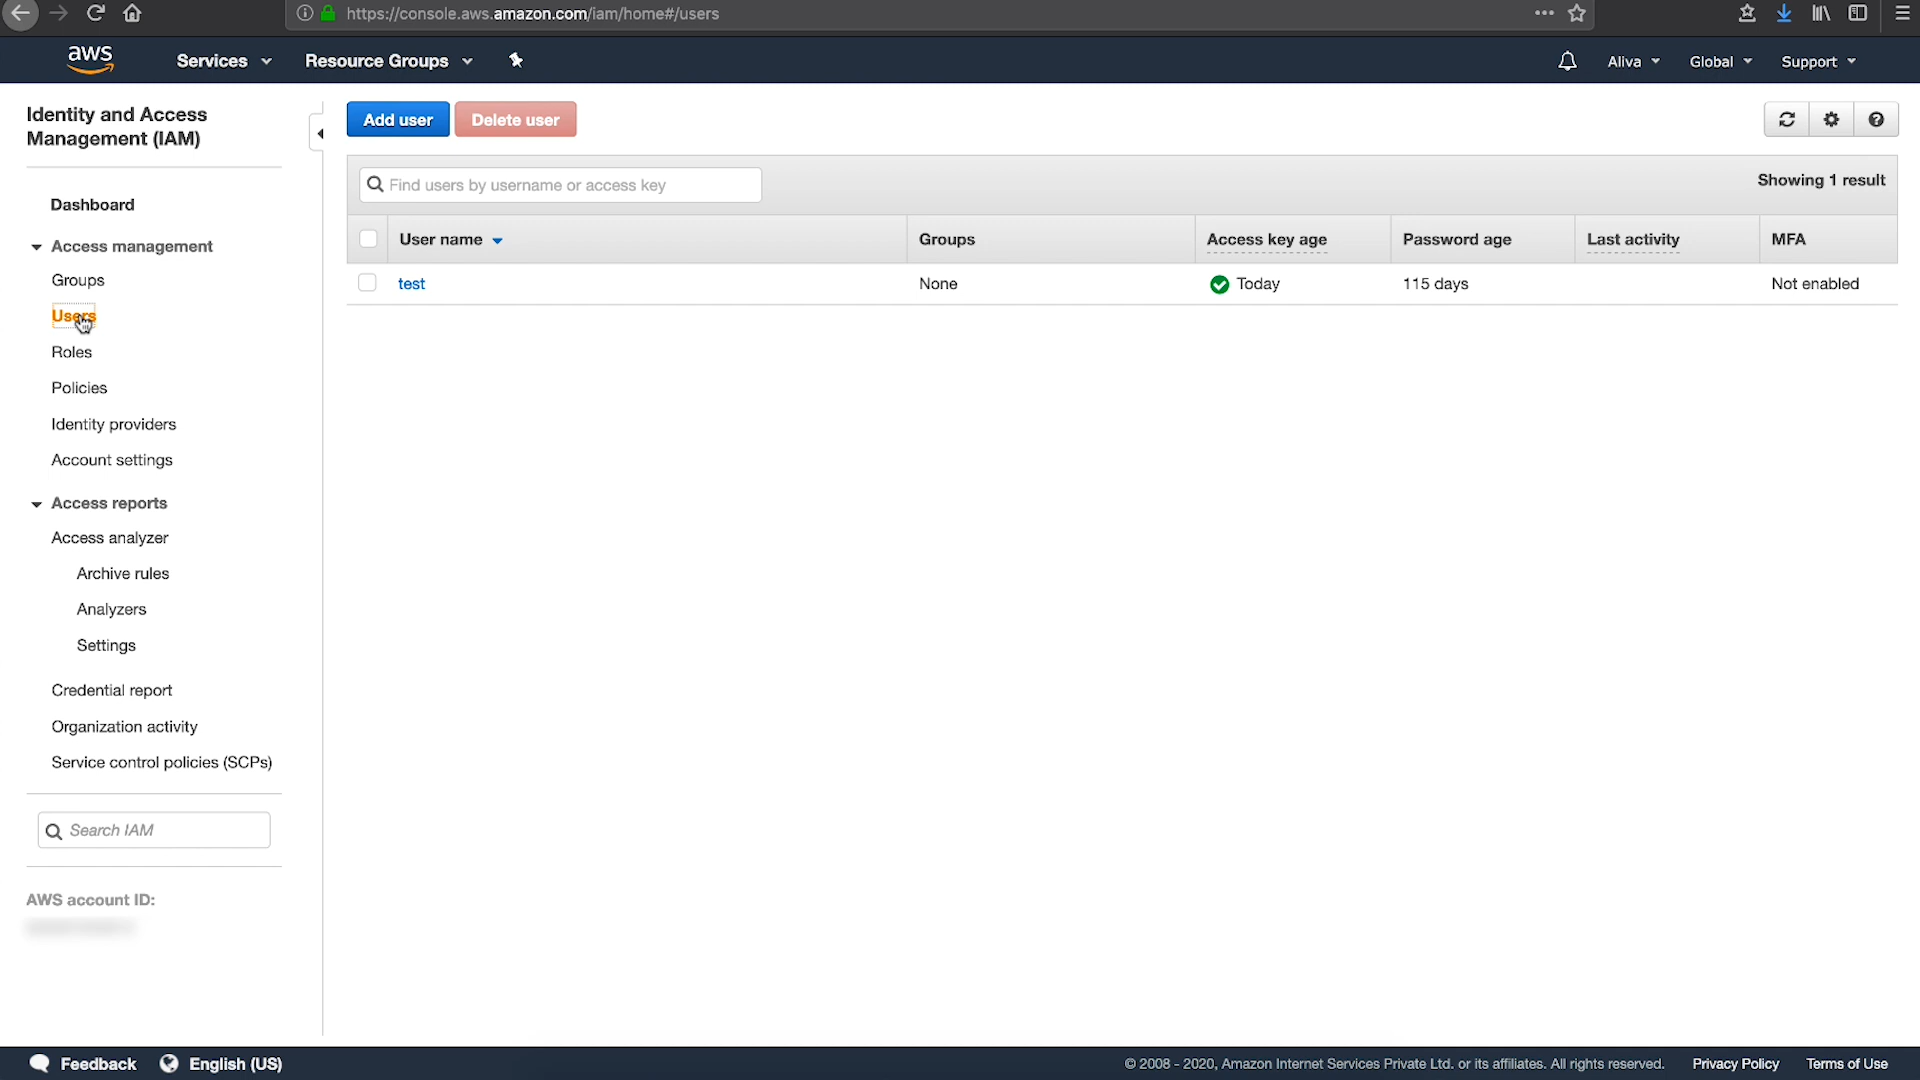 https://console.aws.amazon.com/iam/home#/users
aws
Services
Resource Groups
Aliva
Global
Support
Identity and Access
Management (IAM)
Dashboard
Access management
Groups
Users
Roles
Policies
Identity providers
Account settings
Access reports
Access analyzer
Archive rules
Analyzers
Settings
Credential report
Organization activity
Service control policies (SCPs)
Search IAM
AWS account ID:
Add user
Delete user
Find users by username or access key
Showing 1 result
User name
Groups
Access key age
Password age
Last activity
MFA
test
None
Today
115 days
Not enabled
Feedback
English (US)
© 2008 - 2020, Amazon Internet Services Private Ltd. or its affiliates. All rights reserved.
Privacy Policy
Terms of Use